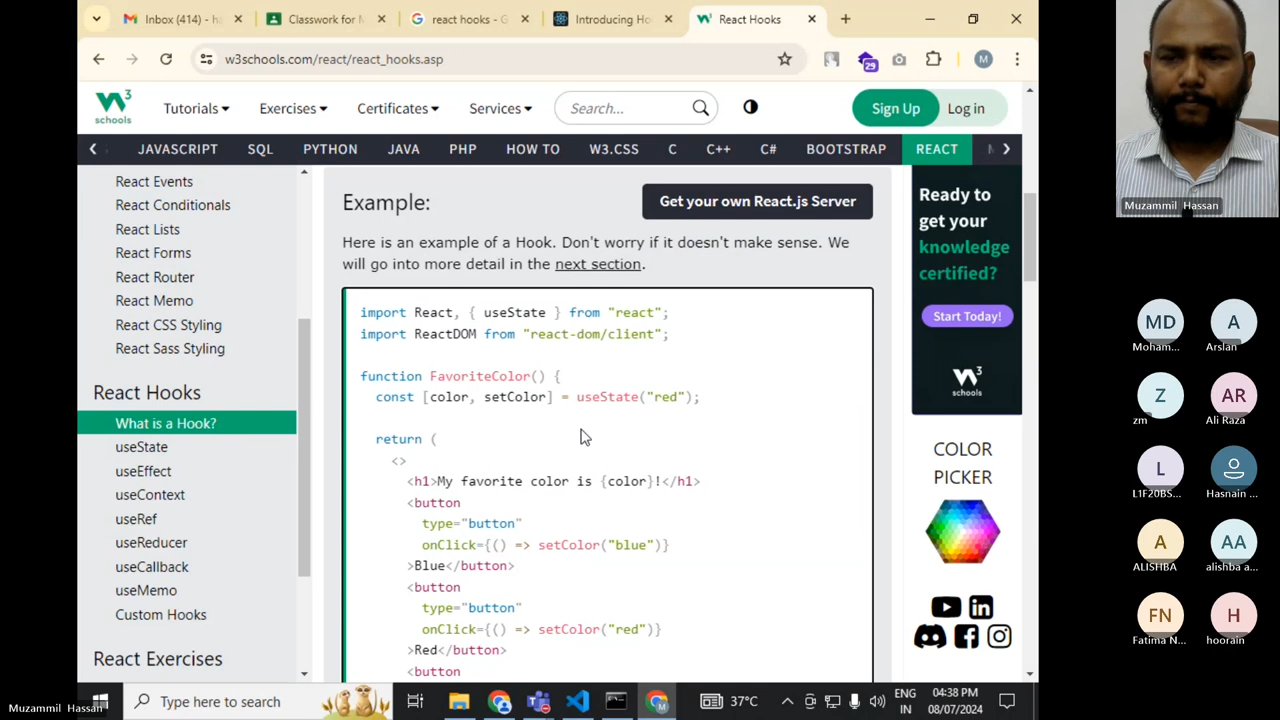 Inbox (414) - h
Classwork for M
react hooks - G
Introducing Ho
React Hooks
w3schools.com/react/react_hooks.asp
29
M
W3
schools
Tutorials
Exercises
Certificates
Services
Search...
Sign Up
Log in
JAVASCRIPT
SQL
PYTHON
JAVA
PHP
HOW TO
W3.CSS
C
C++
C#
BOOTSTRAP
REACT
React Events
React Conditionals
React Lists
React Forms
React Router
React Memo
React CSS Styling
React Sass Styling
React Hooks
What is a Hook?
useState
useEffect
useContext
useRef
useReducer
useCallback
useMemo
Custom Hooks
React Exercises
Example:
Get your own React.js Server
Here is an example of a Hook. Don't worry if it doesn't make sense. We
will go into more detail in the next section.
import React, { useState } from "react";
import ReactDOM from "react-dom/client";
function FavoriteColor() {
const [color, setColor] = useState("red");
return (
<>
<h1>My favorite color is {color}!</h1>
<button
type="button"
onClick={() => setColor("blue")}
>Blue</button>
<button
type="button"
onClick={() => setColor("red")}
>Red</button>
<button
Ready to
get your
knowledge
certified?
Start Today!
W3
schools
COLOR
PICKER
Muzammil Hassan
MD
Moham...
A
Arslan
Z
zm
AR
Ali Raza
L
L1F20BS...
Hasnain ...
A
ALISHBA
AA
alishba a...
FN
Fatima N...
H
hoorain
Muzammil Hassan
Type here to search
37°C
ENG
IN
04:38 PM
08/07/2024